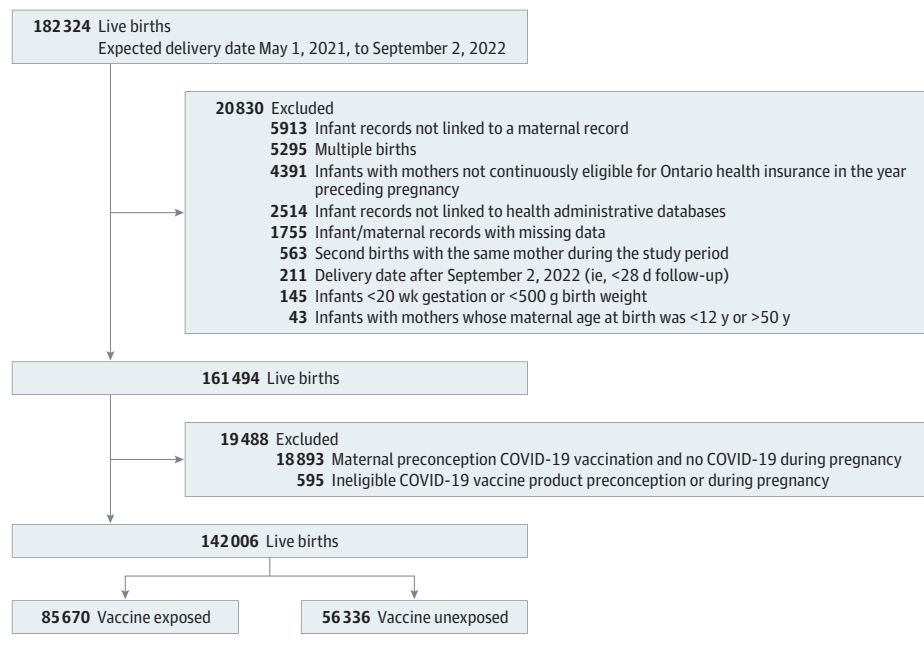 182 324 Live births
Expected delivery date May 1, 2021, to September 2, 2022
20 830 Excluded
5913 Infant records not linked to a maternal record
5295 Multiple births
4391 Infants with mothers not continuously eligible for Ontario health insurance in the year
preceding pregnancy
2514 Infant records not linked to health administrative databases
1755 Infant/maternal records with missing data
563 Second births with the same mother during the study period
211 Delivery date after September 2, 2022 (ie, <28 d follow-up)
145 Infants <20 wk gestation or <500 g birth weight
43 Infants with mothers whose maternal age at birth was <12 y or >50 y
161 494 Live births
19 488 Excluded
18 893 Maternal preconception COVID-19 vaccination and no COVID-19 during pregnancy
595 Ineligible COVID-19 vaccine product preconception or during pregnancy
142 006 Live births
85 670 Vaccine exposed
56 336 Vaccine unexposed